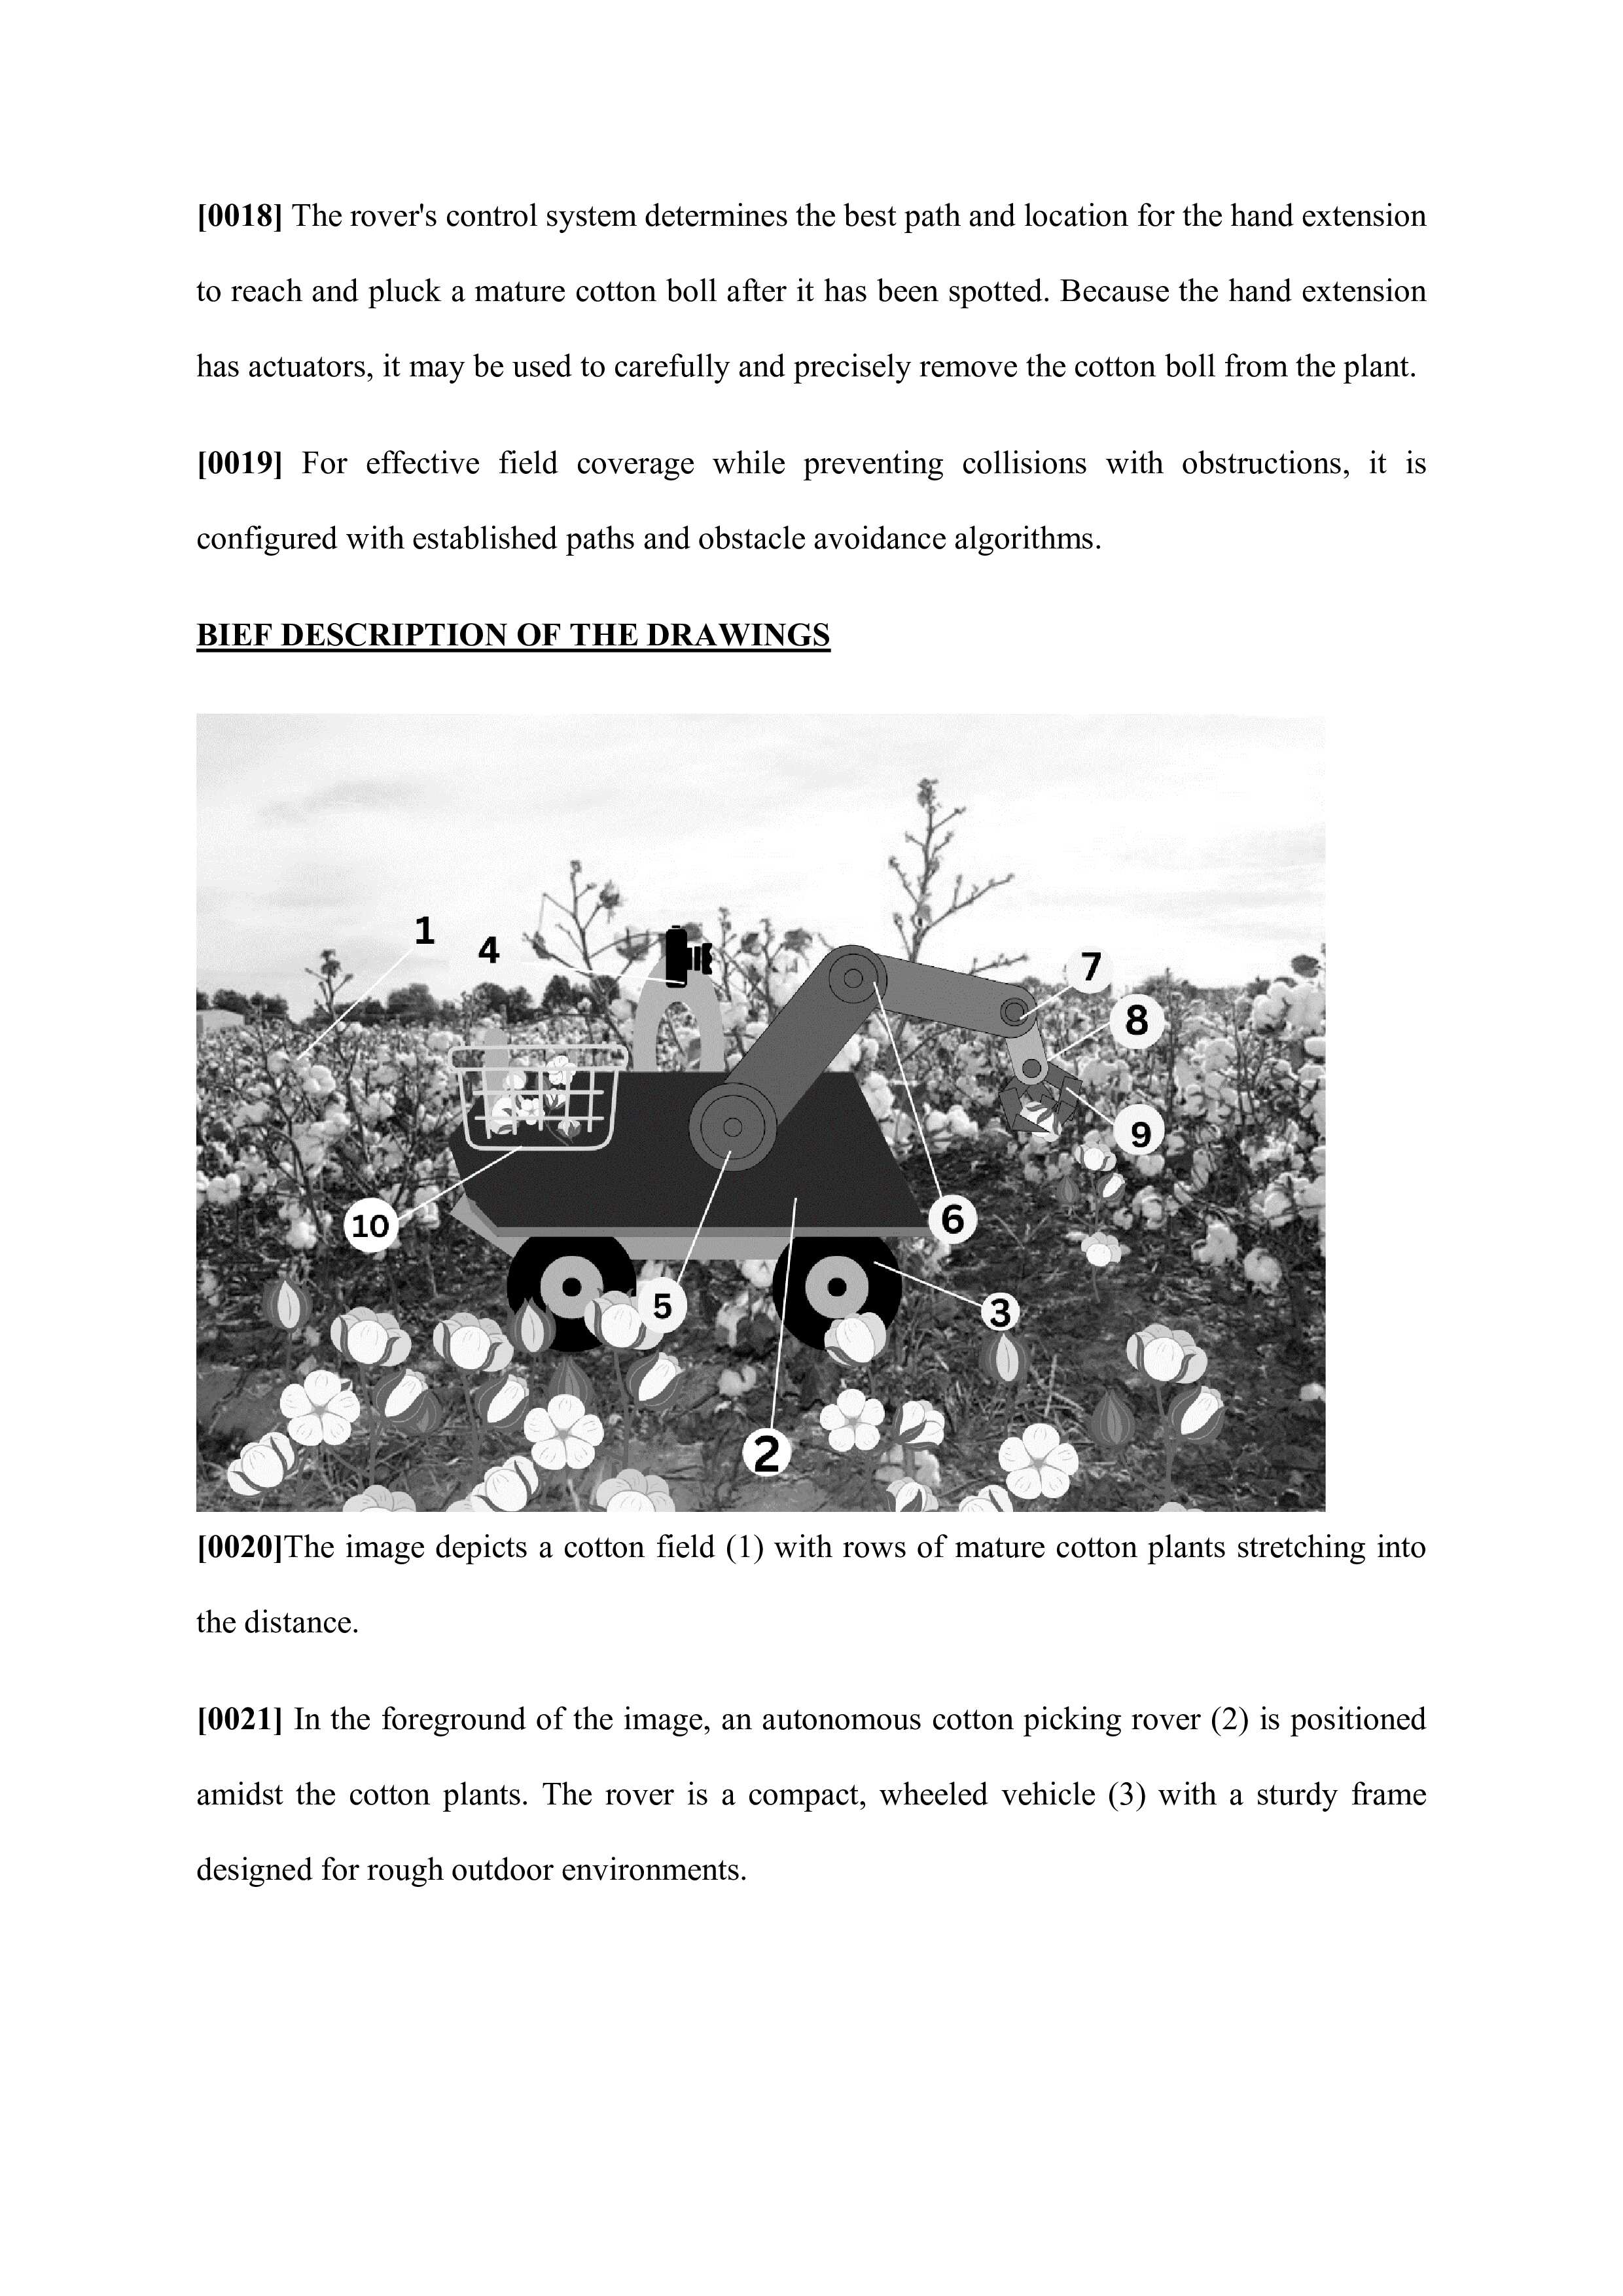 [0018] The rover's control system determines the best path and location for the hand extension
to reach and pluck a mature cotton boll after it has been spotted. Because the hand extension
has actuators, it may be used to carefully and precisely remove the cotton boll from the plant.
[0019] For effective field coverage while preventing collisions with obstructions, it is
configured with established paths and obstacle avoidance algorithms.
BIEF DESCRIPTION OF THE DRAWINGS
1
4
7
8
9
10
6
5
3
2
[0020]The image depicts a cotton field (1) with rows of mature cotton plants stretching into
the distance.
[0021] In the foreground of the image, an autonomous cotton picking rover (2) is positioned
amidst the cotton plants. The rover is a compact, wheeled vehicle (3) with a sturdy frame
designed for rough outdoor environments.